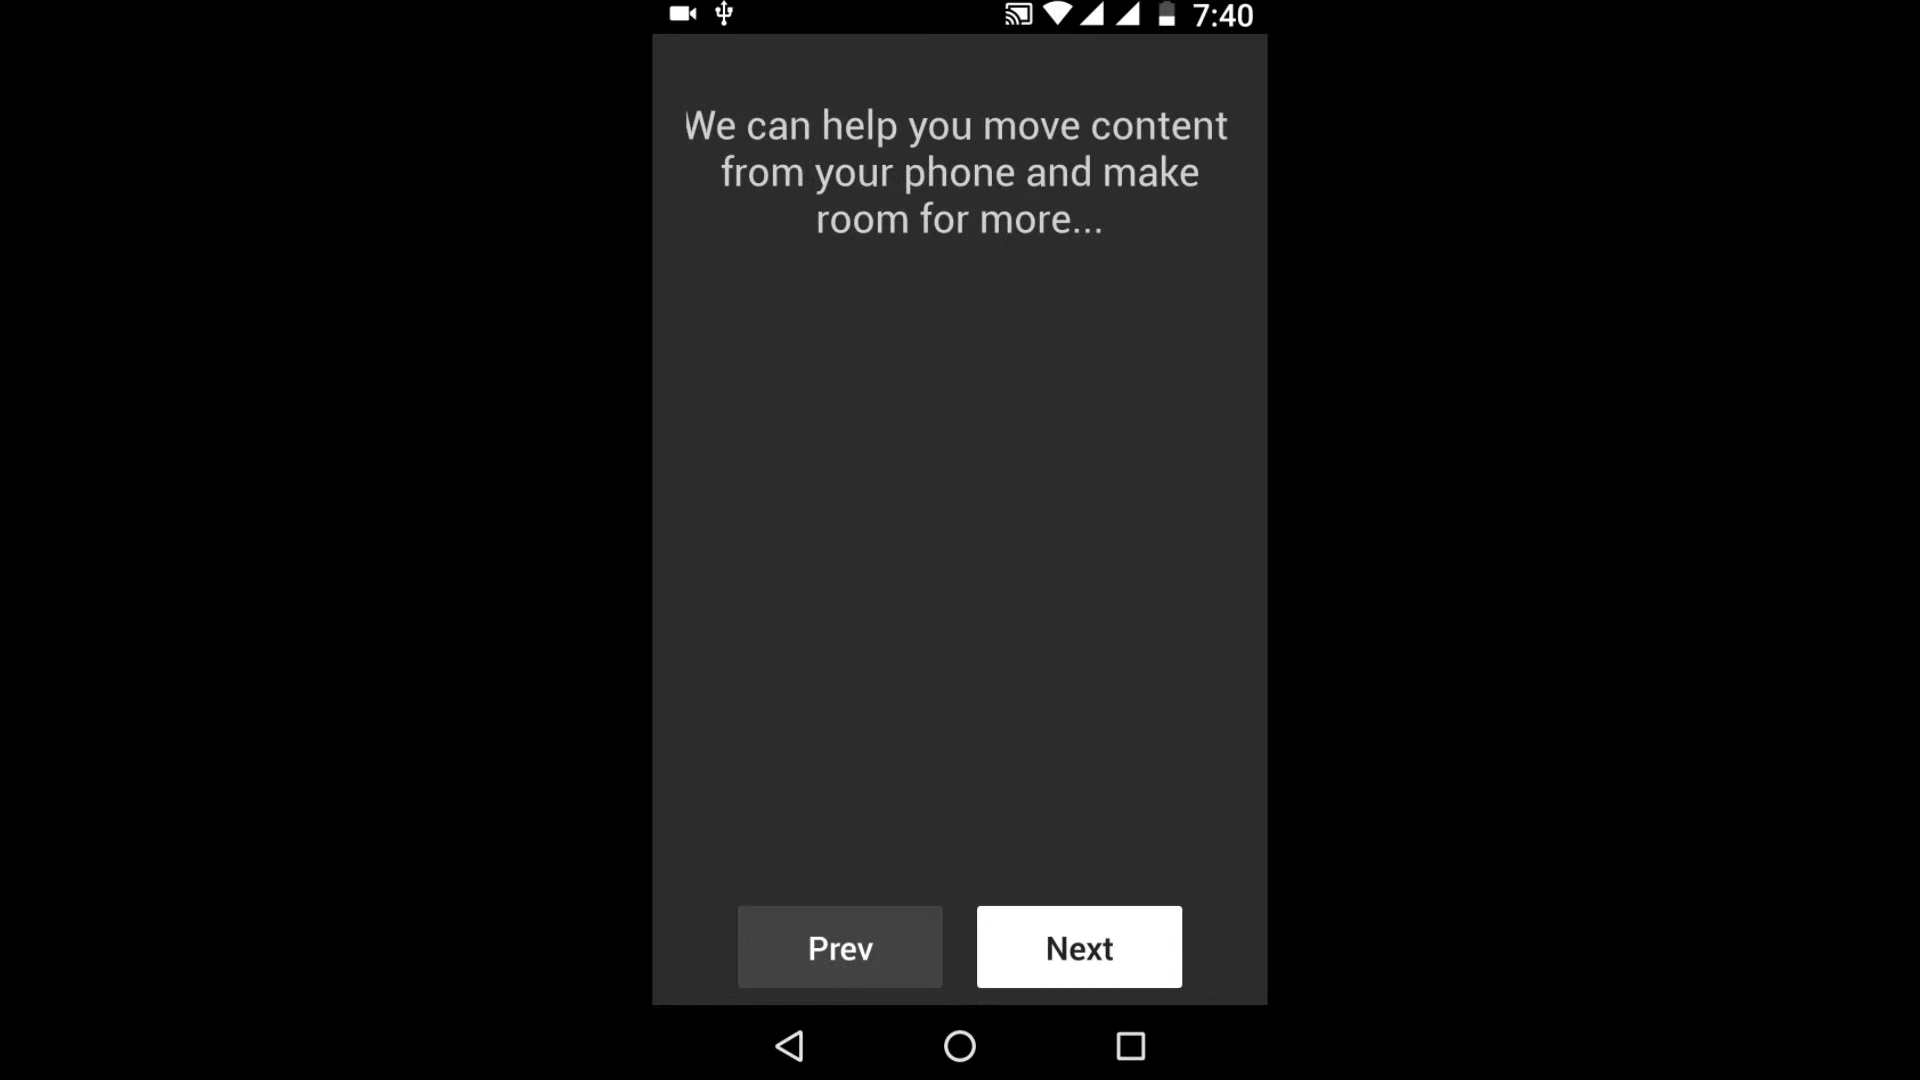 7:40
We can help you move content
from your phone and make
room for more...
Prev
Next